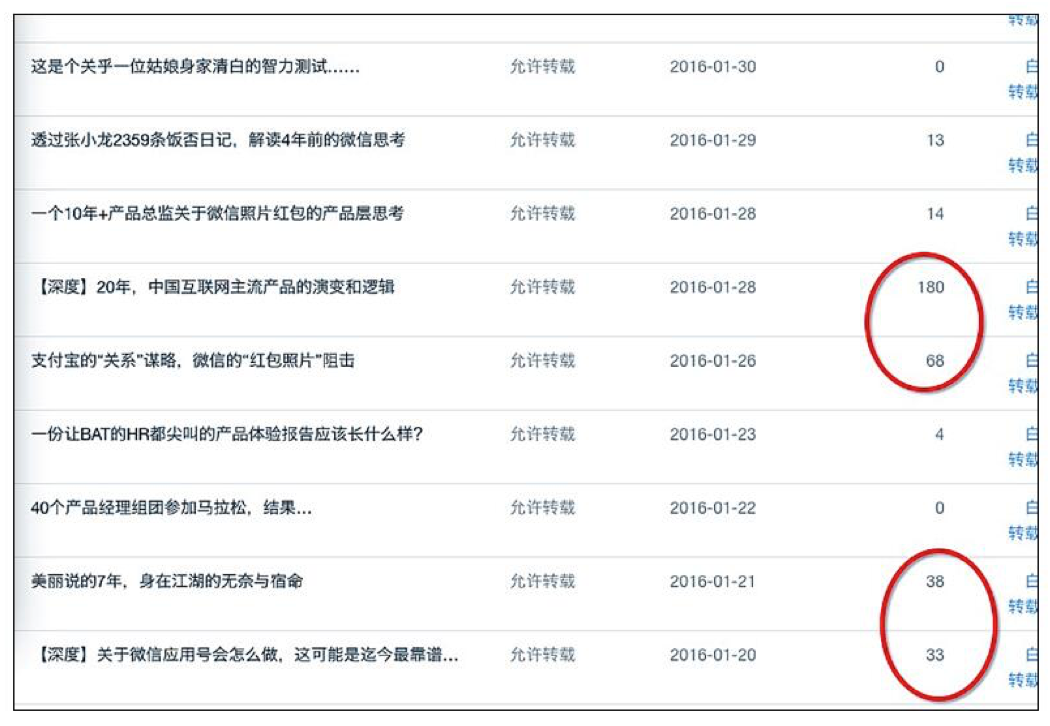 转载
这是个关乎一位姑娘身家清白的智力测试…… 允许转载 2016-01-30 0 白
转载
透过张小龙2359条饭否日记，解读4年前的微信思考 允许转载 2016-01-29 13 白
转载
一个10年+产品总监关于微信照片红包的产品层思考 允许转载 2016-01-28 14 白
转载
【深度】20年，中国互联网主流产品的演变和逻辑 允许转载 2016-01-28 180 白
转载
支付宝的“关系”谋略，微信的“红包照片”阻击 允许转载 2016-01-26 68 白
转载
一份让BAT的HR都尖叫的产品体验报告应该长什么样？ 允许转载 2016-01-23 4 白
转载
40个产品经理组团参加马拉松，结果... 允许转载 2016-01-22 0 白
转载
美丽说的7年，身在江湖的无奈与宿命 允许转载 2016-01-21 38 白
转载
【深度】关于微信应用号会怎么做，这可能是迄今最靠谱... 允许转载 2016-01-20 33 白
转载